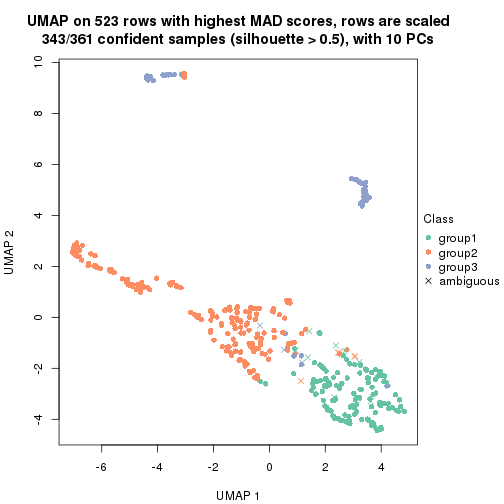 UMAP on 523 rows with highest MAD scores, rows are scaled
343/361 confident samples (silhouette > 0.5), with 10 PCs
10
8
6
4
2
0
-2
-4
UMAP 2
-6
-4
-2
0
2
4
UMAP 1
Class
group1
group2
group3
ambiguous